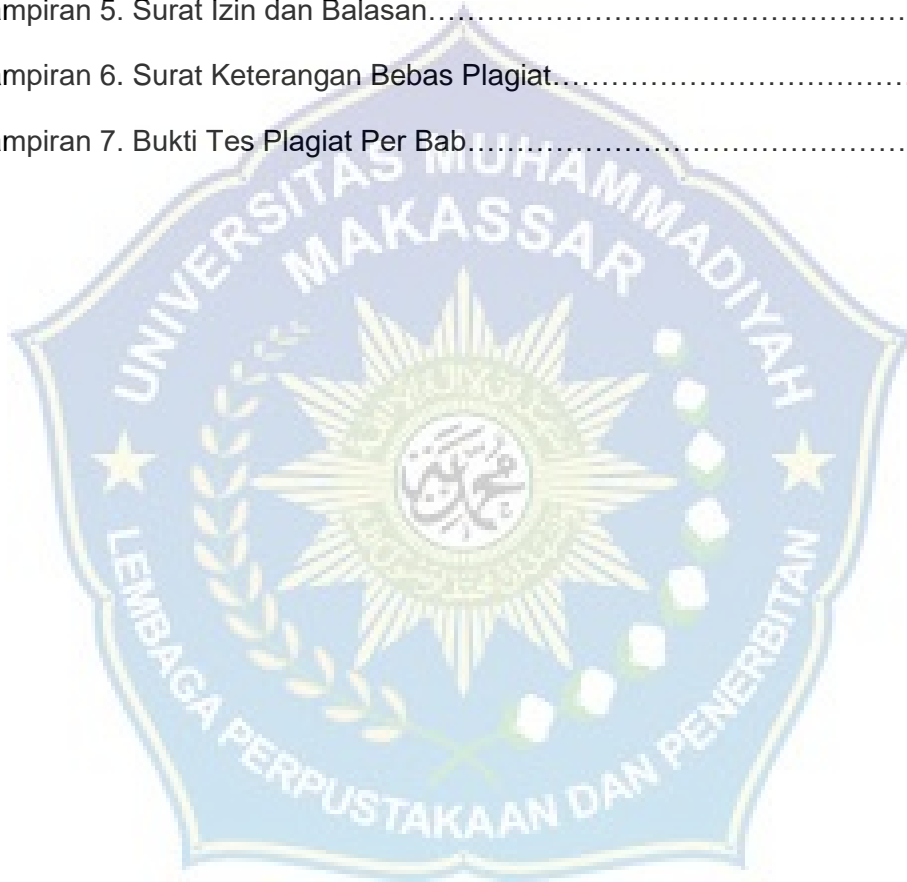 ampiran 5. Surat Izin dan Balasan..................................................
ampiran 6. Surat Keterangan Bebas Plagiat..................................
ampiran 7. Bukti Tes Plagiat Per Bab.............................................
UNIVERSITAS MUHAMMADIYAH
MAKASSAR
LEMBAGA PERPUSTAKAAN DAN PENERBITAN